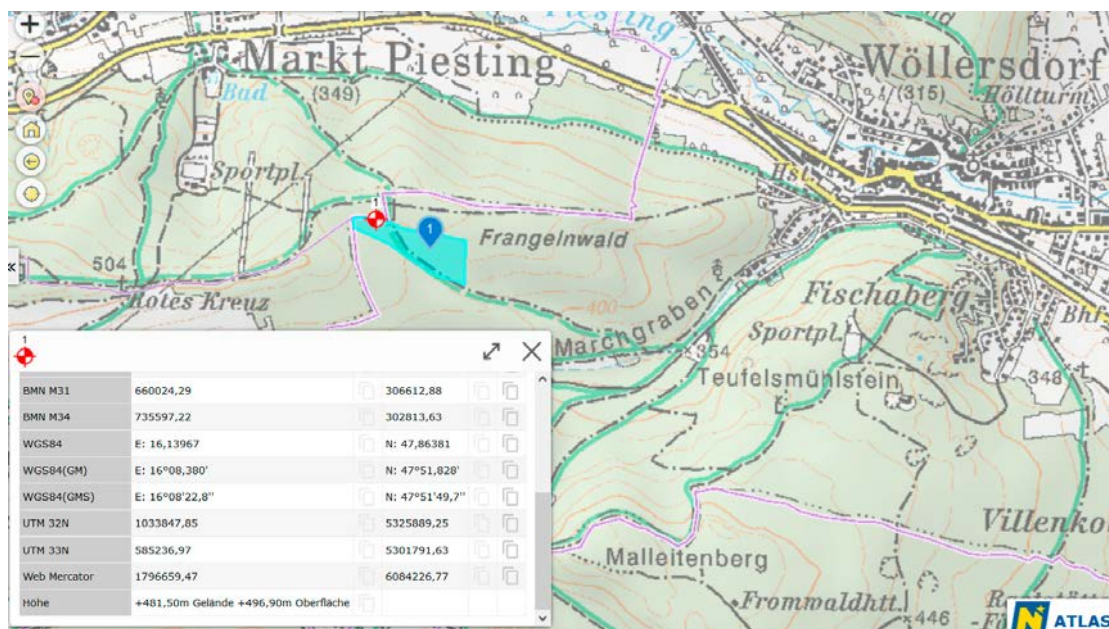 Piesting
Markt Piesting
(349)
Bad
Wöllersdorf
(315)
Höllturm
Sportpl.
Hst.
1
1
Frangelnwald
504
Rotes Kreuz
400
Marchgraben
354
Fischaberg
Sportpl.
Bhf.
Teufelsmühlstein
348
Villenko
Malleitenberg
Frommwaldhtt.
446
1
BMN M31 660024,29 306612,88
BMN M34 735597,22 302813,63
WGS84 E: 16,13967 N: 47,86381
WGS84(GM) E: 16°08,380' N: 47°51,828'
WGS84(GMS) E: 16°08'22,8'' N: 47°51'49,7''
UTM 32N 1033847,85 5325889,25
UTM 33N 585236,97 5301791,63
Web Mercator 1796659,47 6084226,77
Höhe +481,50m Gelände +496,90m Oberfläche
N ATLAS